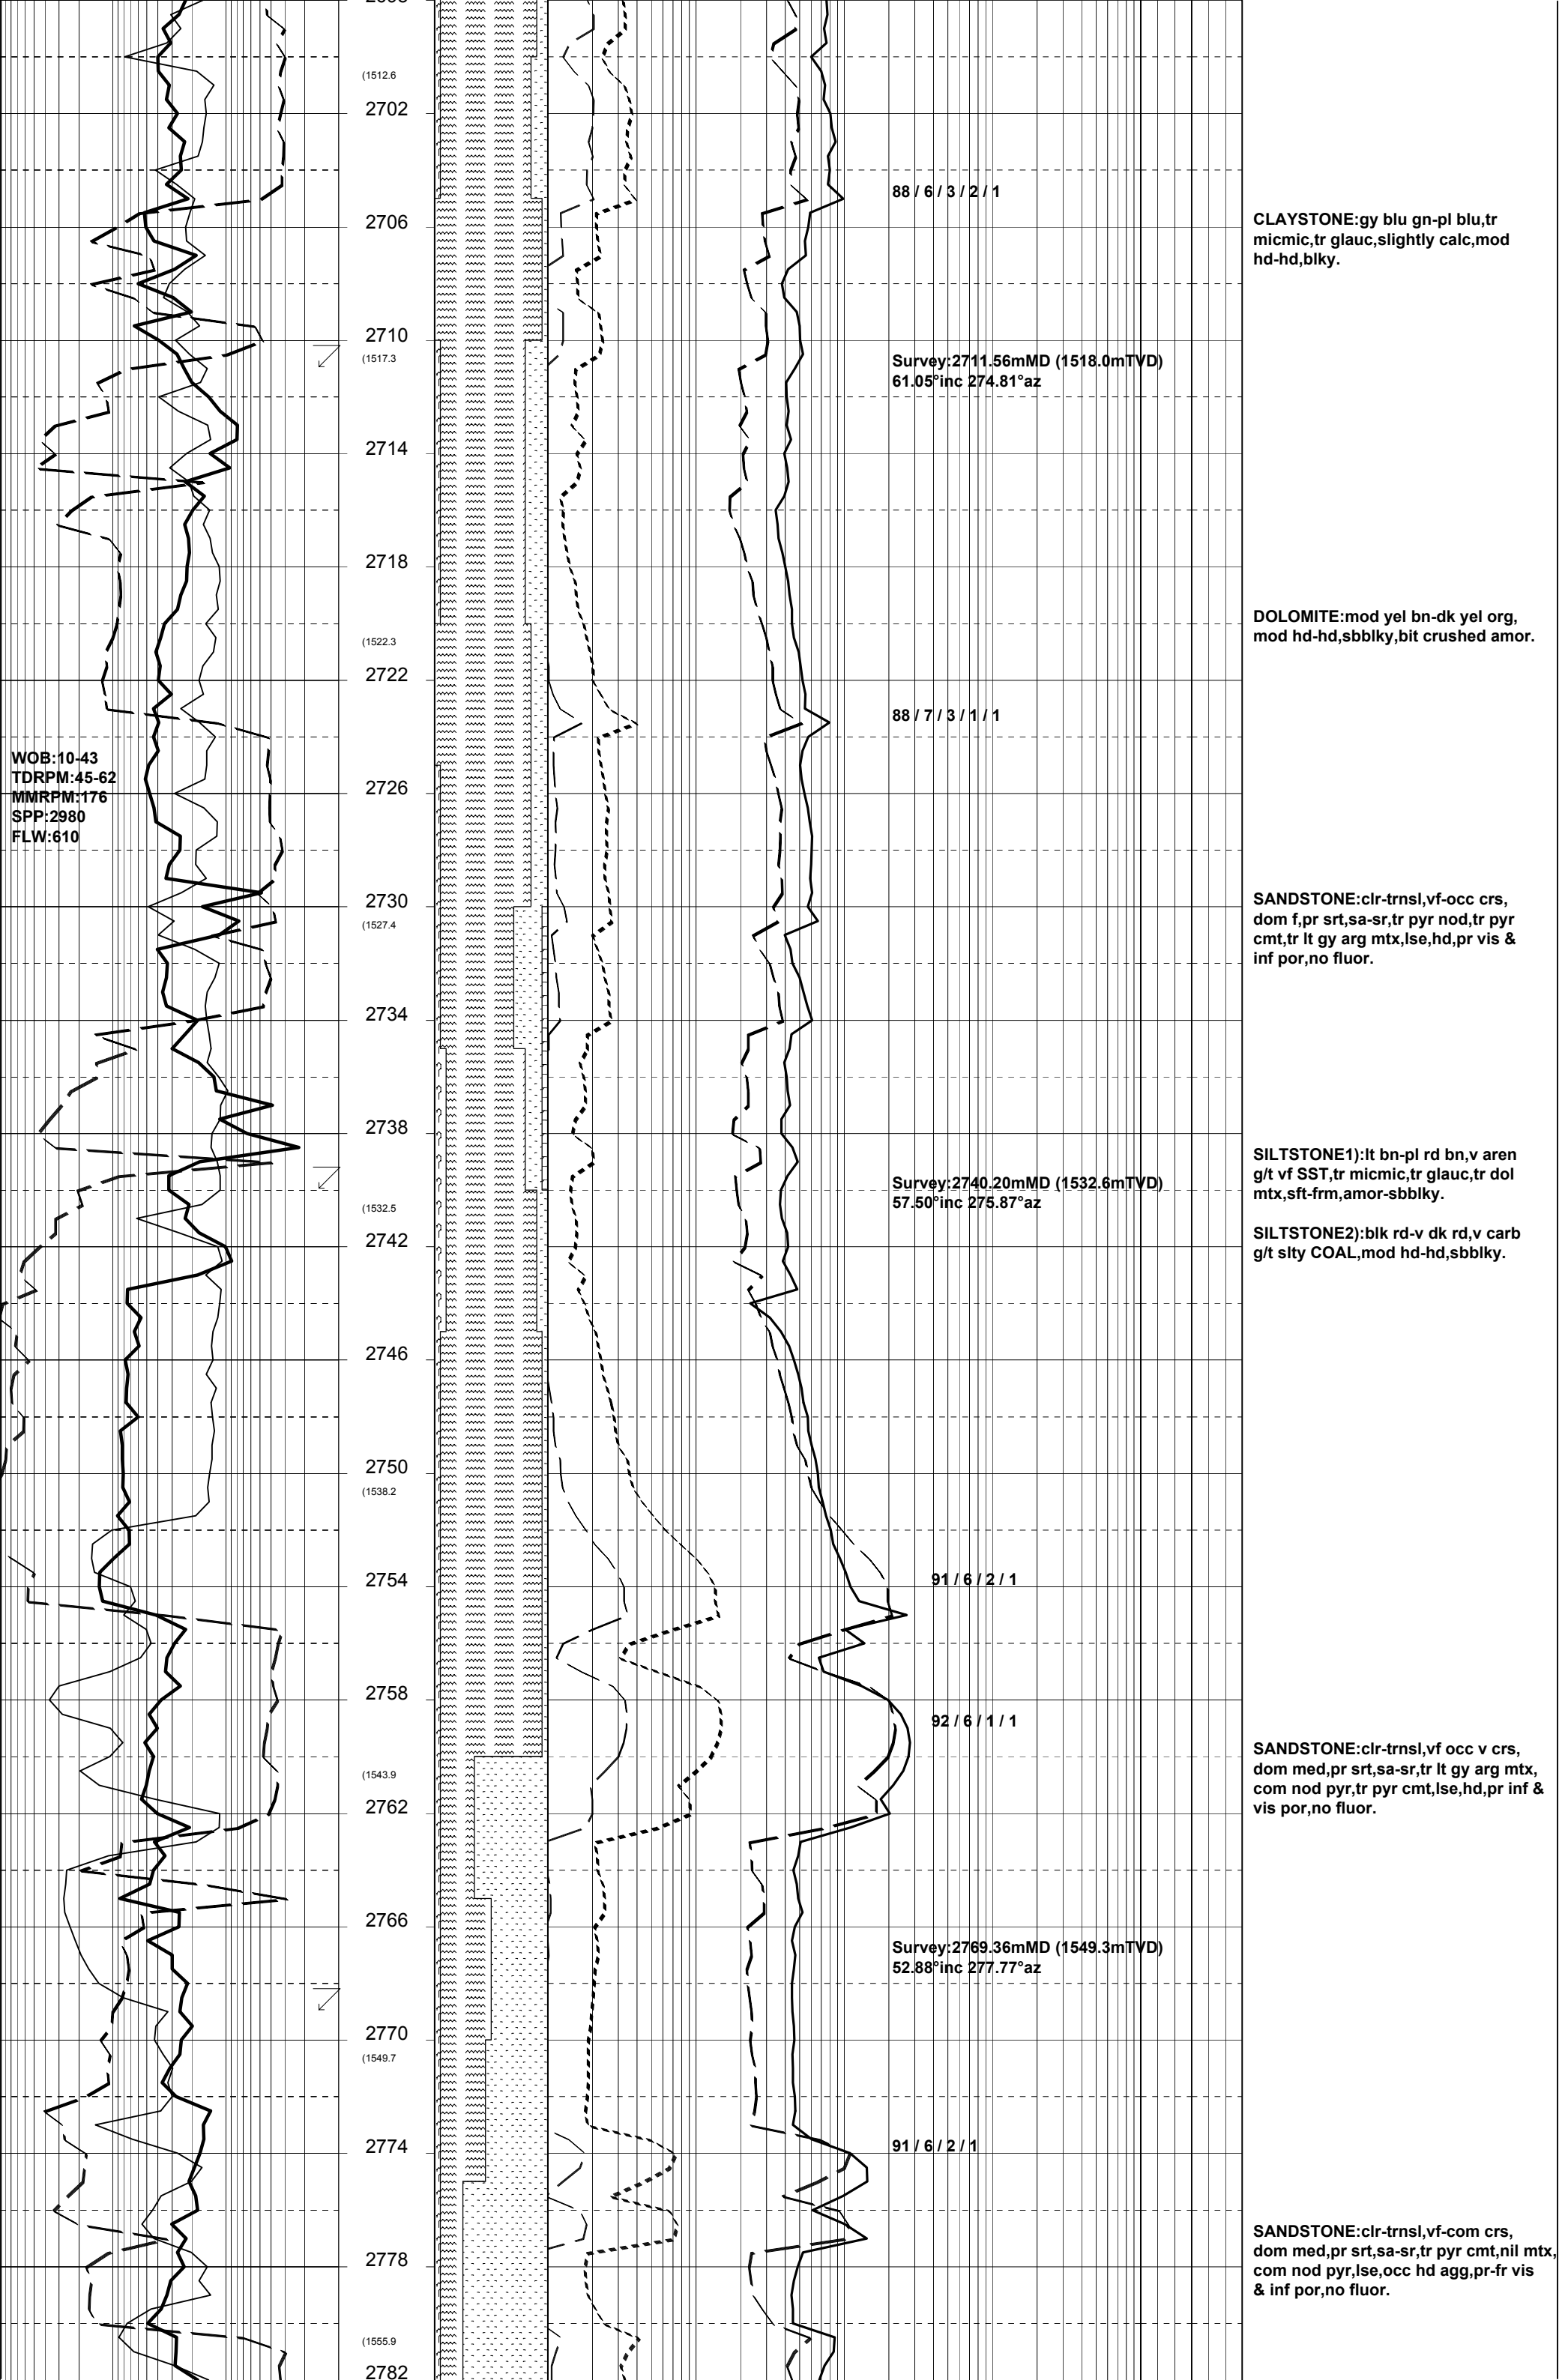 (1512.6
2702
88 / 6 / 3 / 2 / 1
2706
CLAYSTONE:gy blu gn-pl blu,tr
micmic,tr glauc,slightly calc,mod
hd-hd,blky.
2710
(1517.3
Survey:2711.56mMD (1518.0mTVD)
61.05°inc 274.81°az
2714
2718
DOLOMITE:mod yel bn-dk yel org,
mod hd-hd,sbblky,bit crushed amor.
(1522.3
2722
88 / 7 / 3 / 1 / 1
WOB:10-43
TDRPM:45-62
MMRPM:176
SPP:2980
FLW:610
2726
2730
(1527.4
SANDSTONE:clr-trnsl,vf-occ crs,
dom f,pr srt,sa-sr,tr pyr nod,tr pyr
cmt,tr lt gy arg mtx,lse,hd,pr vis &
inf por,no fluor.
2734
2738
SILTSTONE1):lt bn-pl rd bn,v aren
g/t vf SST,tr micmic,tr glauc,tr dol
mtx,sft-frm,amor-sbblky.
Survey:2740.20mMD (1532.6mTVD)
57.50°inc 275.87°az
(1532.5
SILTSTONE2):blk rd-v dk rd,v carb
g/t slty COAL,mod hd-hd,sbblky.
2742
2746
2750
(1538.2
2754
91 / 6 / 2 / 1
2758
92 / 6 / 1 / 1
SANDSTONE:clr-trnsl,vf occ v crs,
dom med,pr srt,sa-sr,tr lt gy arg mtx,
com nod pyr,tr pyr cmt,lse,hd,pr inf &
vis por,no fluor.
(1543.9
2762
2766
Survey:2769.36mMD (1549.3mTVD)
52.88°inc 277.77°az
2770
(1549.7
2774
91 / 6 / 2 / 1
SANDSTONE:clr-trnsl,vf-com crs,
dom med,pr srt,sa-sr,tr pyr cmt,nil mtx,
com nod pyr,lse,occ hd agg,pr-fr vis
& inf por,no fluor.
2778
(1555.9
2782